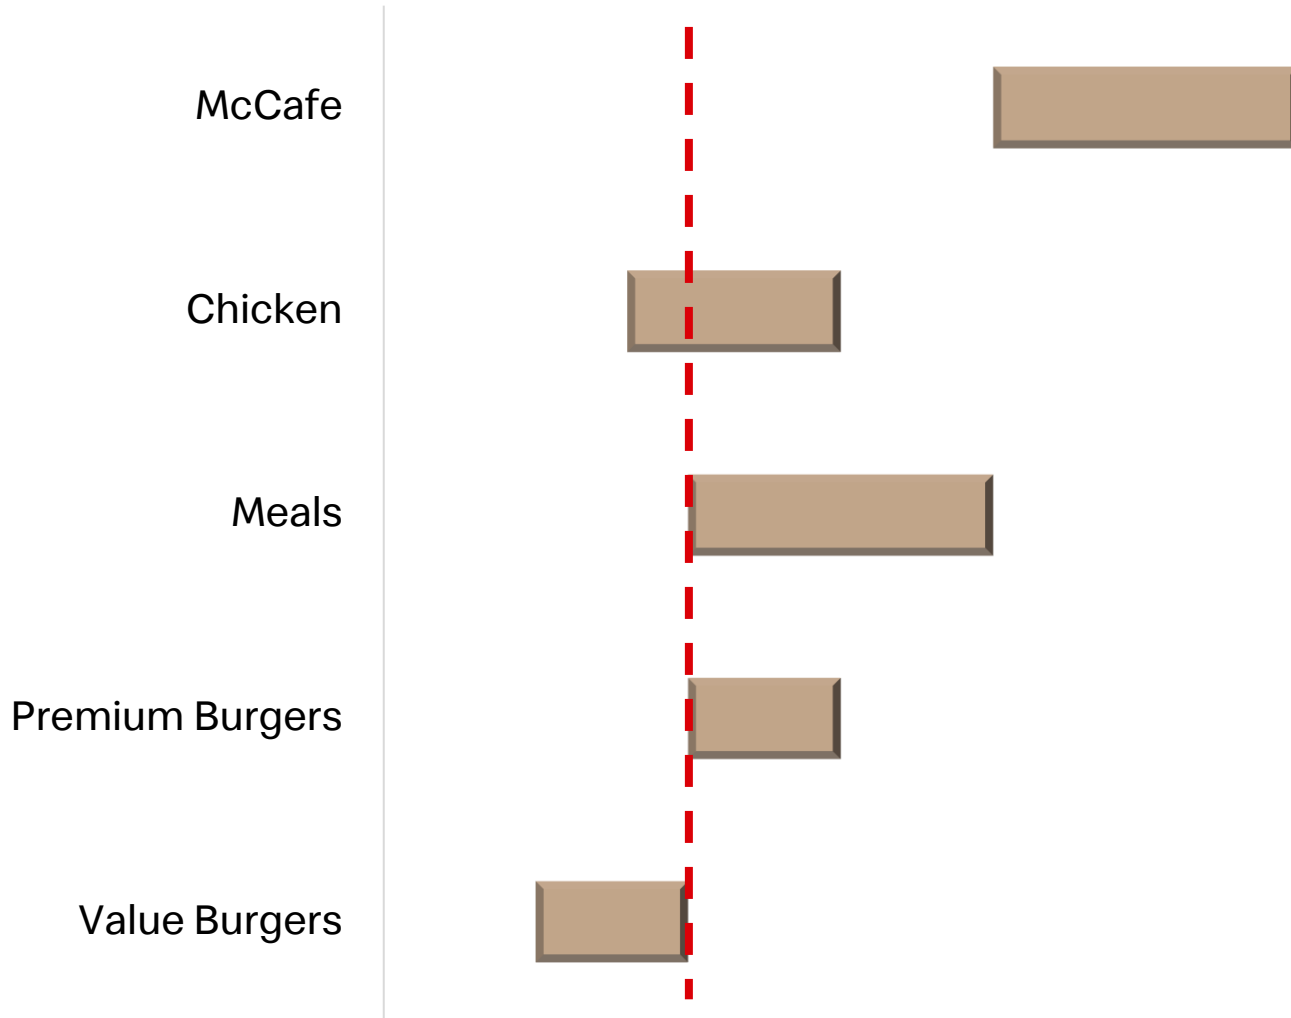 McCafe
Chicken
Meals
Premium Burgers
Value Burgers